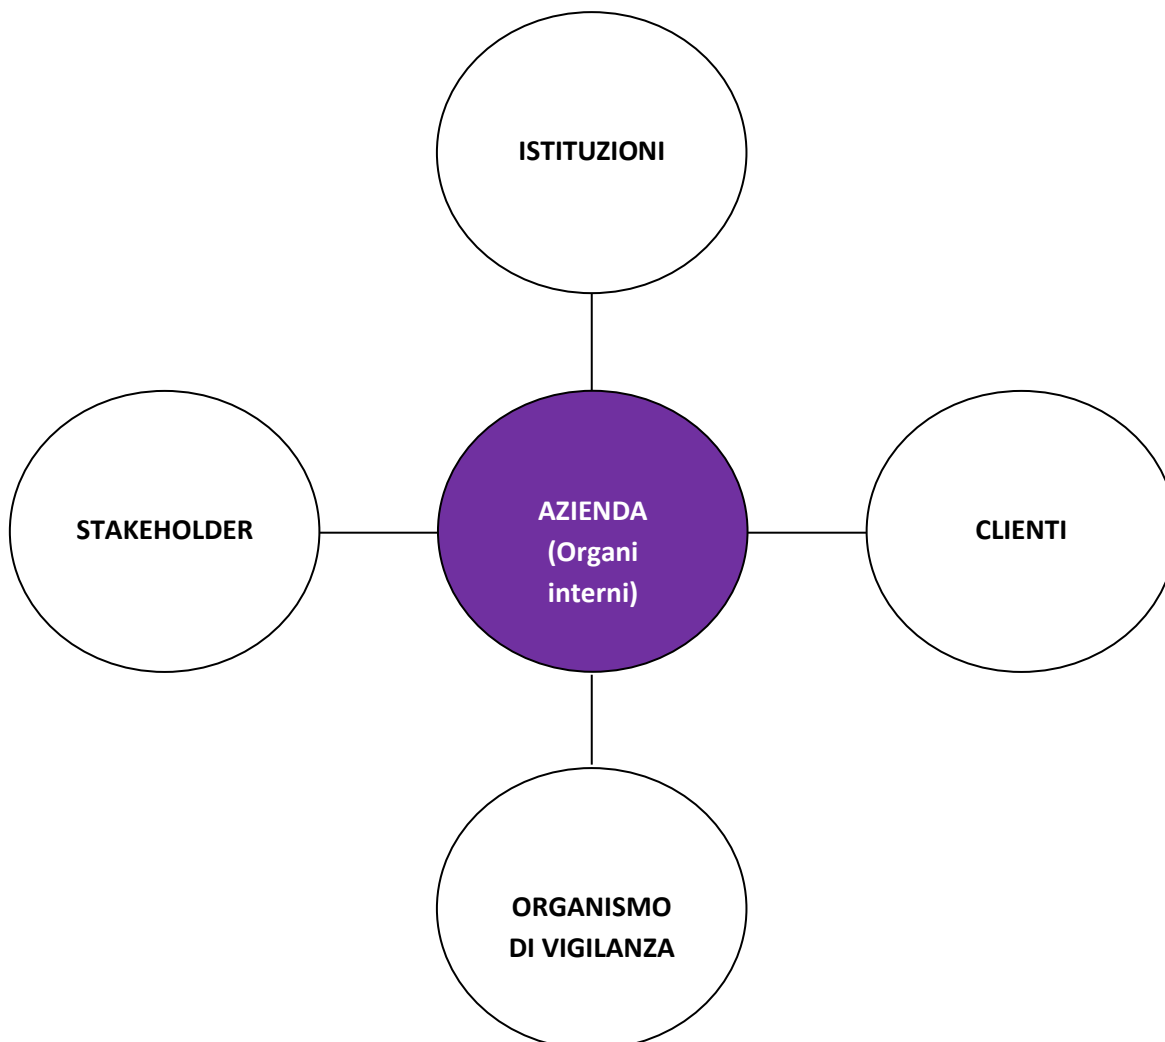 ISTITUZIONI
STAKEHOLDER
AZIENDA
(Organi
interni)
CLIENTI
ORGANISMO
DI VIGILANZA